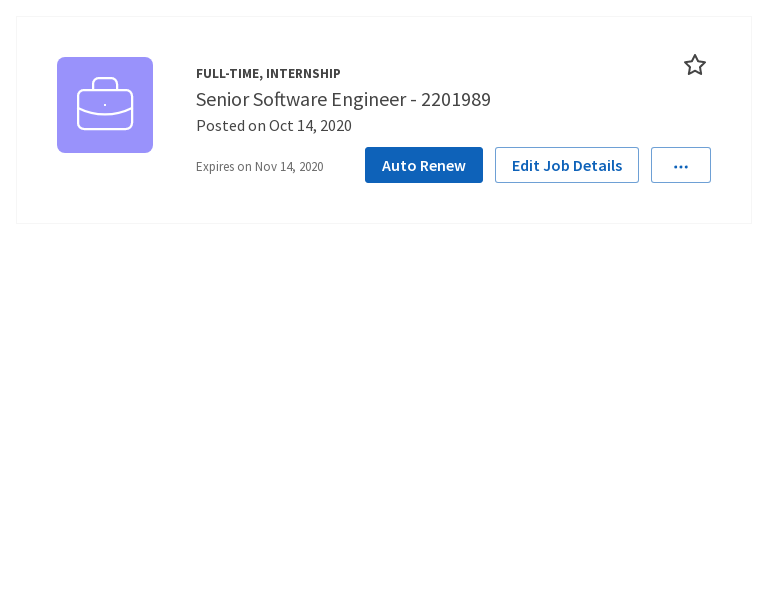 FULL-TIME, INTERNSHIP
Senior Software Engineer - 2201989
Posted on Oct 14, 2020
Expires on Nov 14, 2020
Auto Renew
Edit Job Details
...